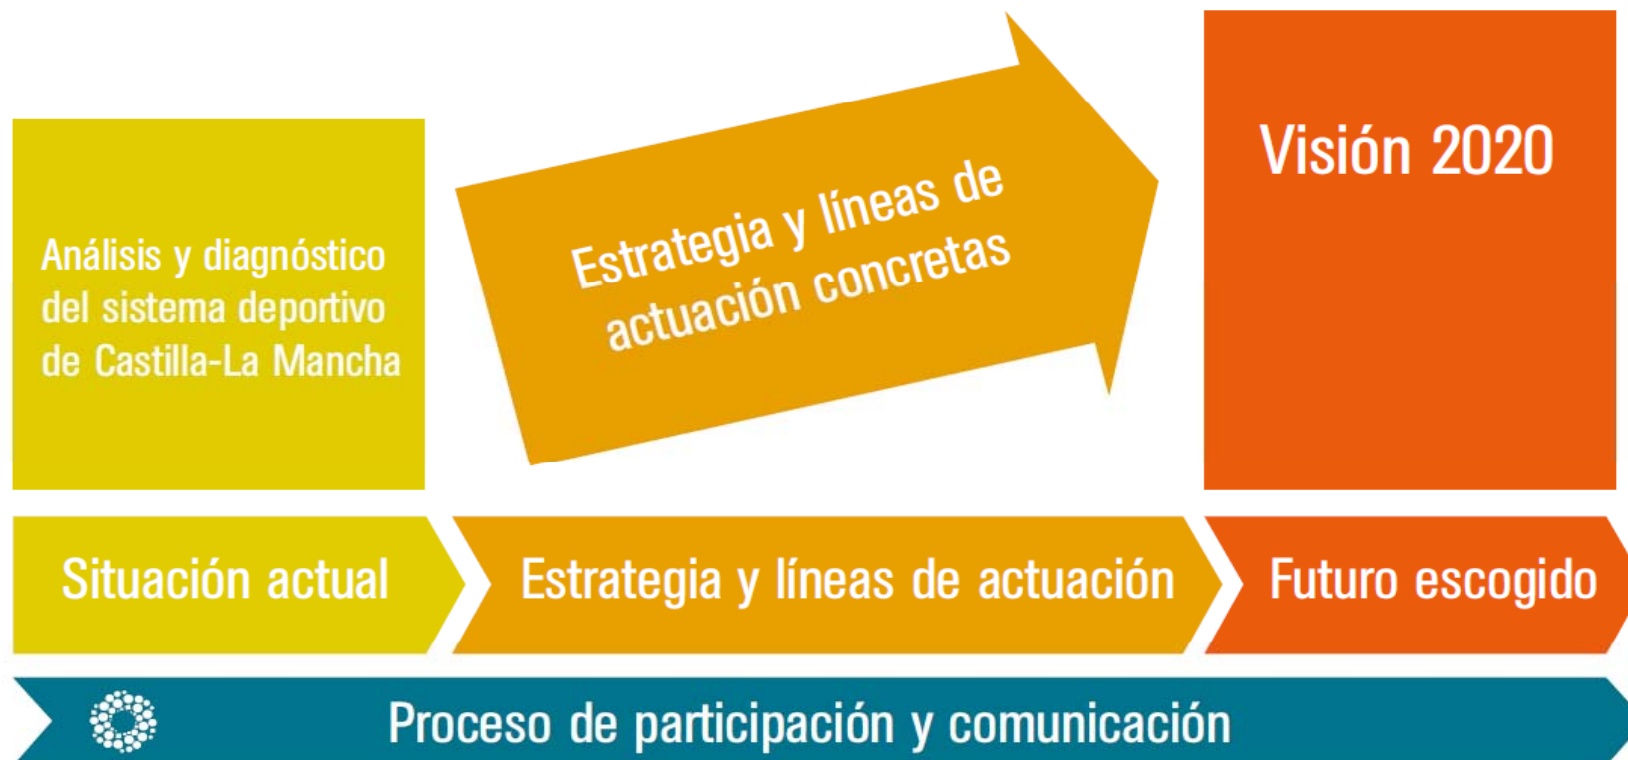 Análisis y diagnóstico
del sistema deportivo
de Castilla-La Mancha
Estrategia y líneas de
actuación concretas
Visión 2020
Situación actual
Estrategia y líneas de actuación
Futuro escogido
Proceso de participación y comunicación